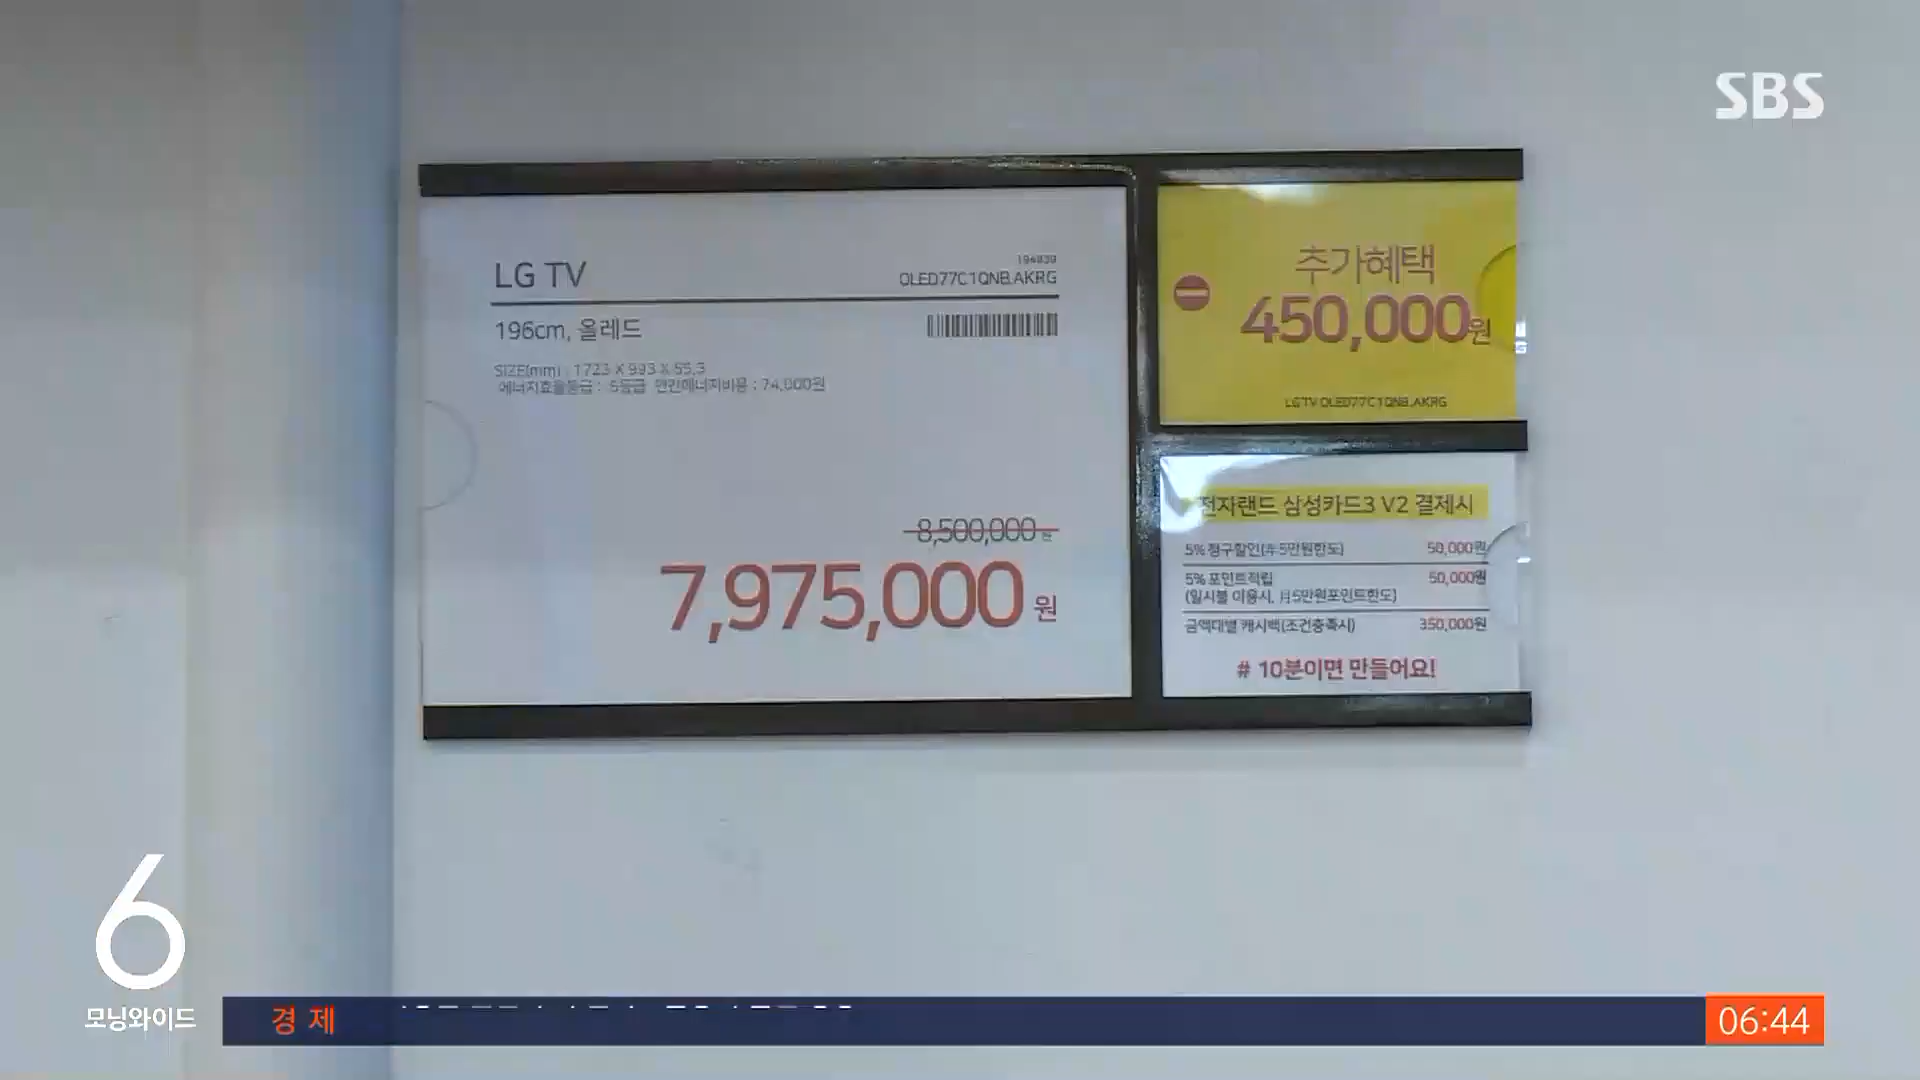 SBS
LG TV
194939
OLED77C1QNB.AKRG
196cm, 올레드
SIZE(mm) : 1723 X 993 X 55.3
에너지효율등급 : 5등급 연간에너지비용 : 74,000원
8,500,000원
7,975,000원
추가혜택
450,000원
LG TV OLED77C1QNB.AKRG
전자랜드 삼성카드3 V2 결제시
5% 청구할인(월5만원한도) 50,000원
5% 포인트적립 50,000원
(일시불 이용시, 月5만원포인트한도)
금액대별 캐시백(조건충족시) 350,000원
# 10분이면 만들어요!
6
모닝와이드
경제
06:44